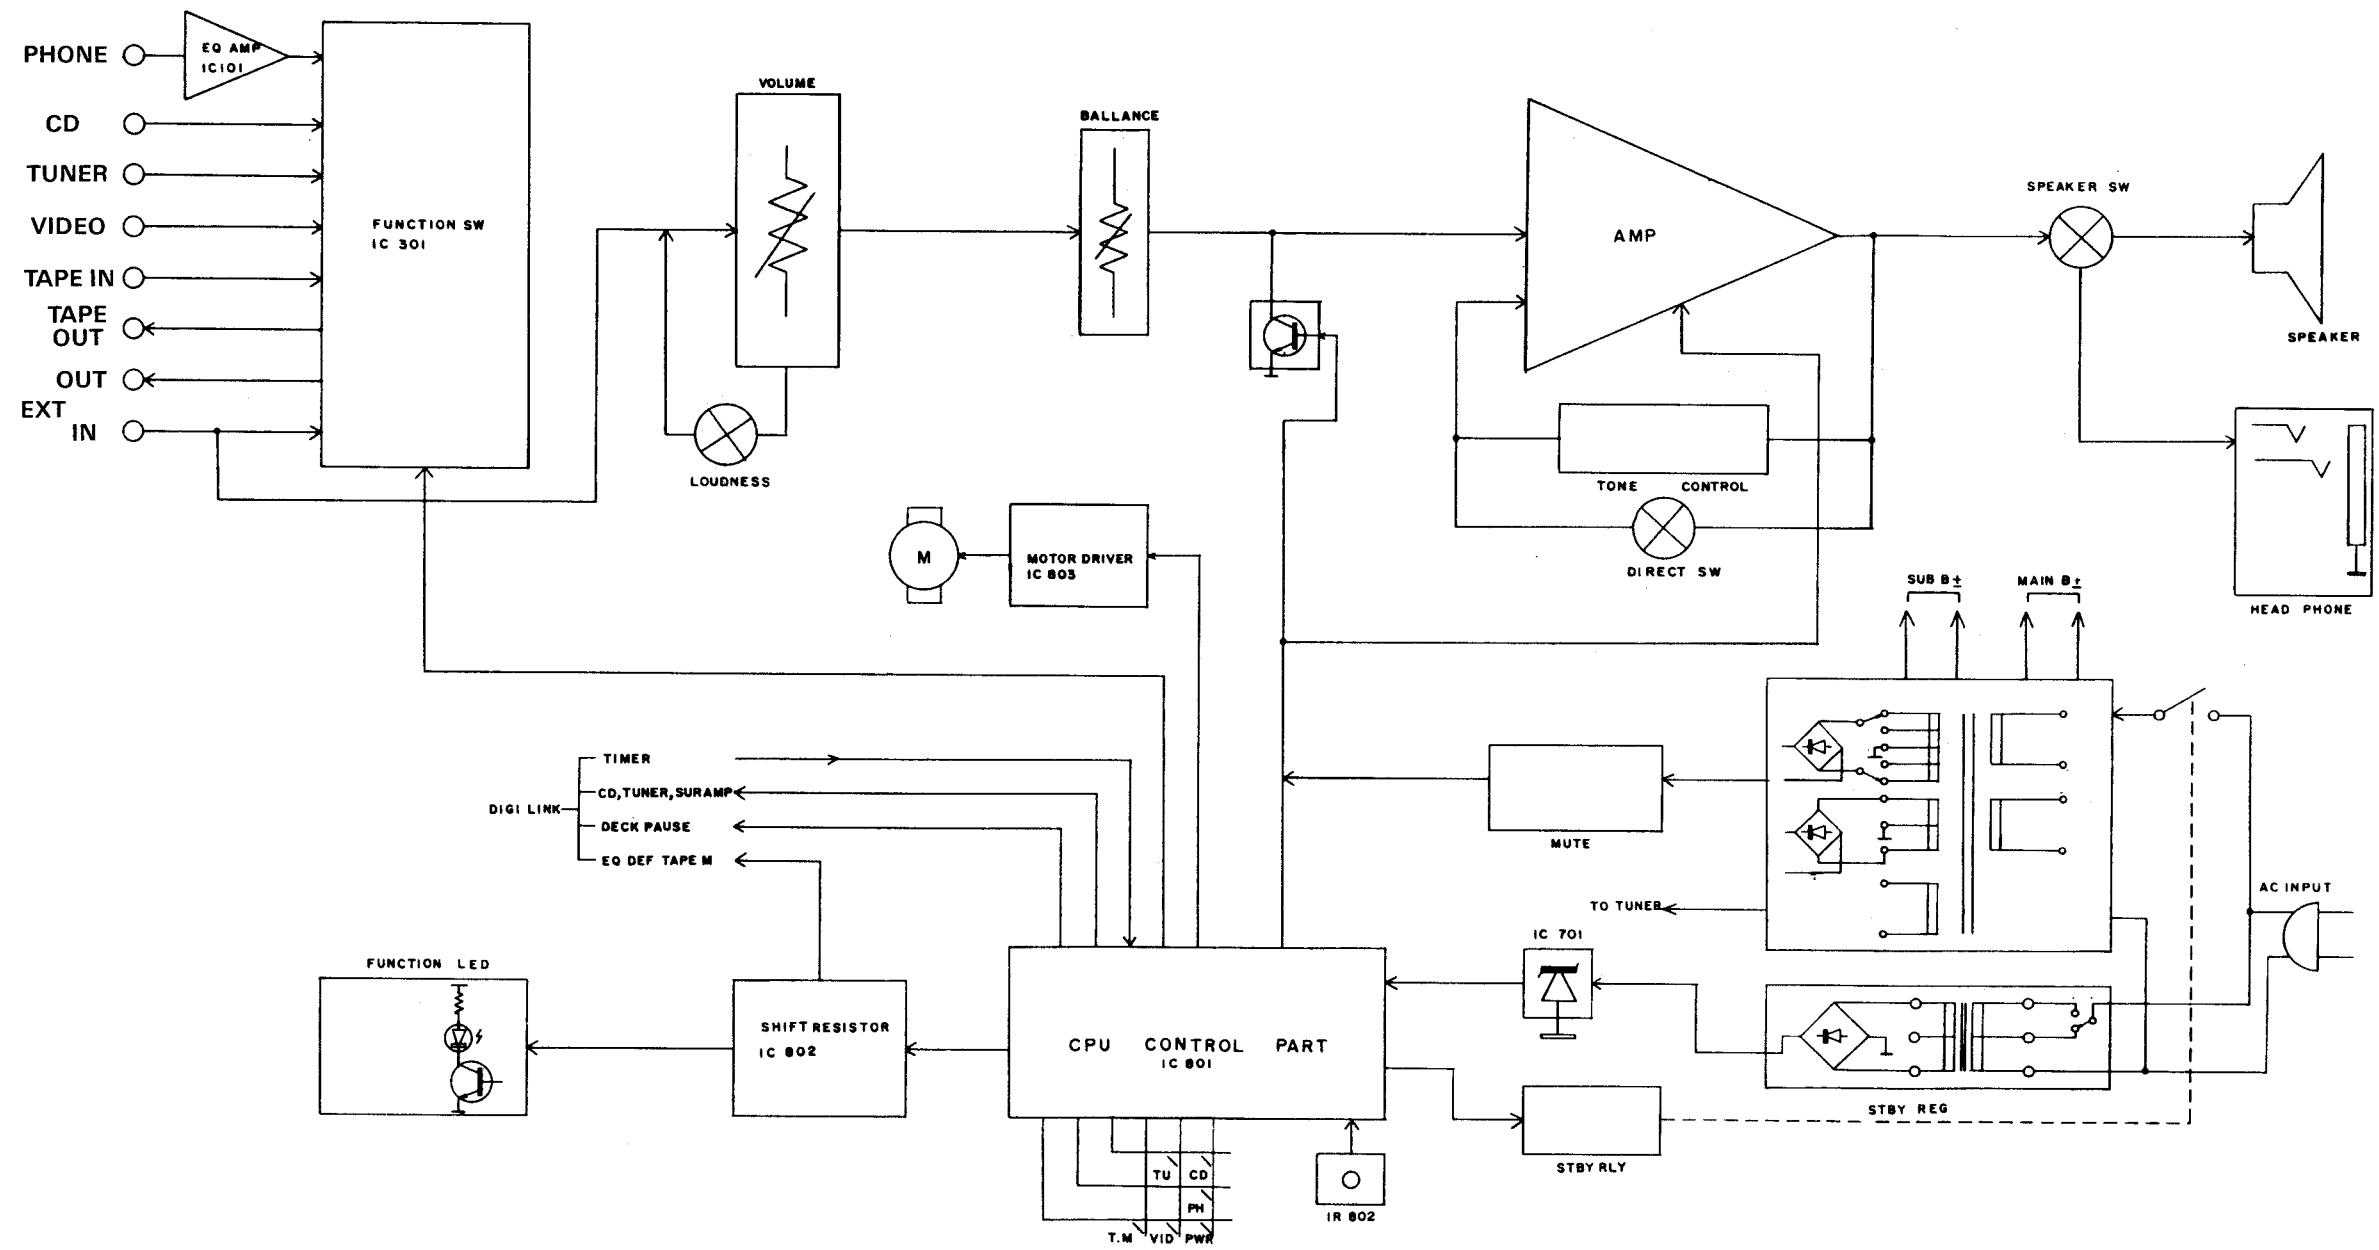 PHONE
EQ AMP
IC101
CD
TUNER
VIDEO
TAPE IN
TAPE
OUT
OUT
EXT
IN
FUNCTION SW
IC 301
VOLUME
LOUDNESS
BALLANCE
AMP
TONE CONTROL
DIRECT SW
SPEAKER SW
SPEAKER
HEAD PHONE
M
MOTOR DRIVER
IC 803
SUB B±
MAIN B±
DIGI LINK
TIMER
CD, TUNER, SURAMP
DECK PAUSE
EQ DEF TAPE M
MUTE
TO TUNER
AC INPUT
IC 701
FUNCTION LED
SHIFT RESISTOR
IC 802
CPU CONTROL PART
IC 801
STBY REG
STBY RLY
IR 802
TU CD
PH
T.M VID PWR